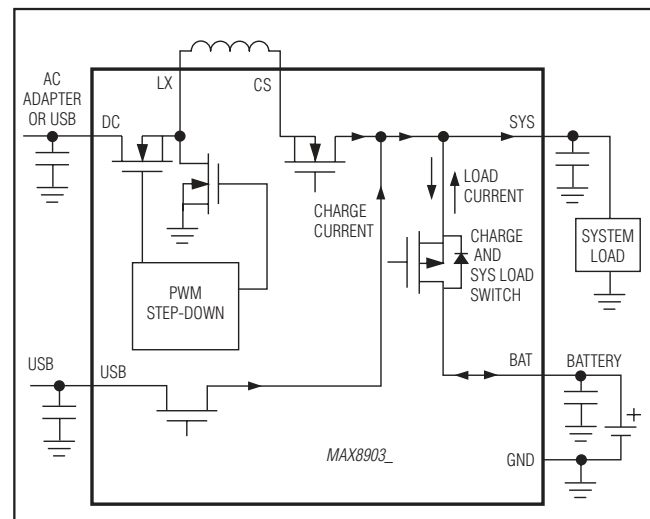 AC
ADAPTER
OR USB
DC
LX
CS
SYS
LOAD
CURRENT
CHARGE
CURRENT
CHARGE
AND
SYS LOAD
SWITCH
SYSTEM
LOAD
PWM
STEP-DOWN
USB
USB
BAT
BATTERY
+
MAX8903_
GND